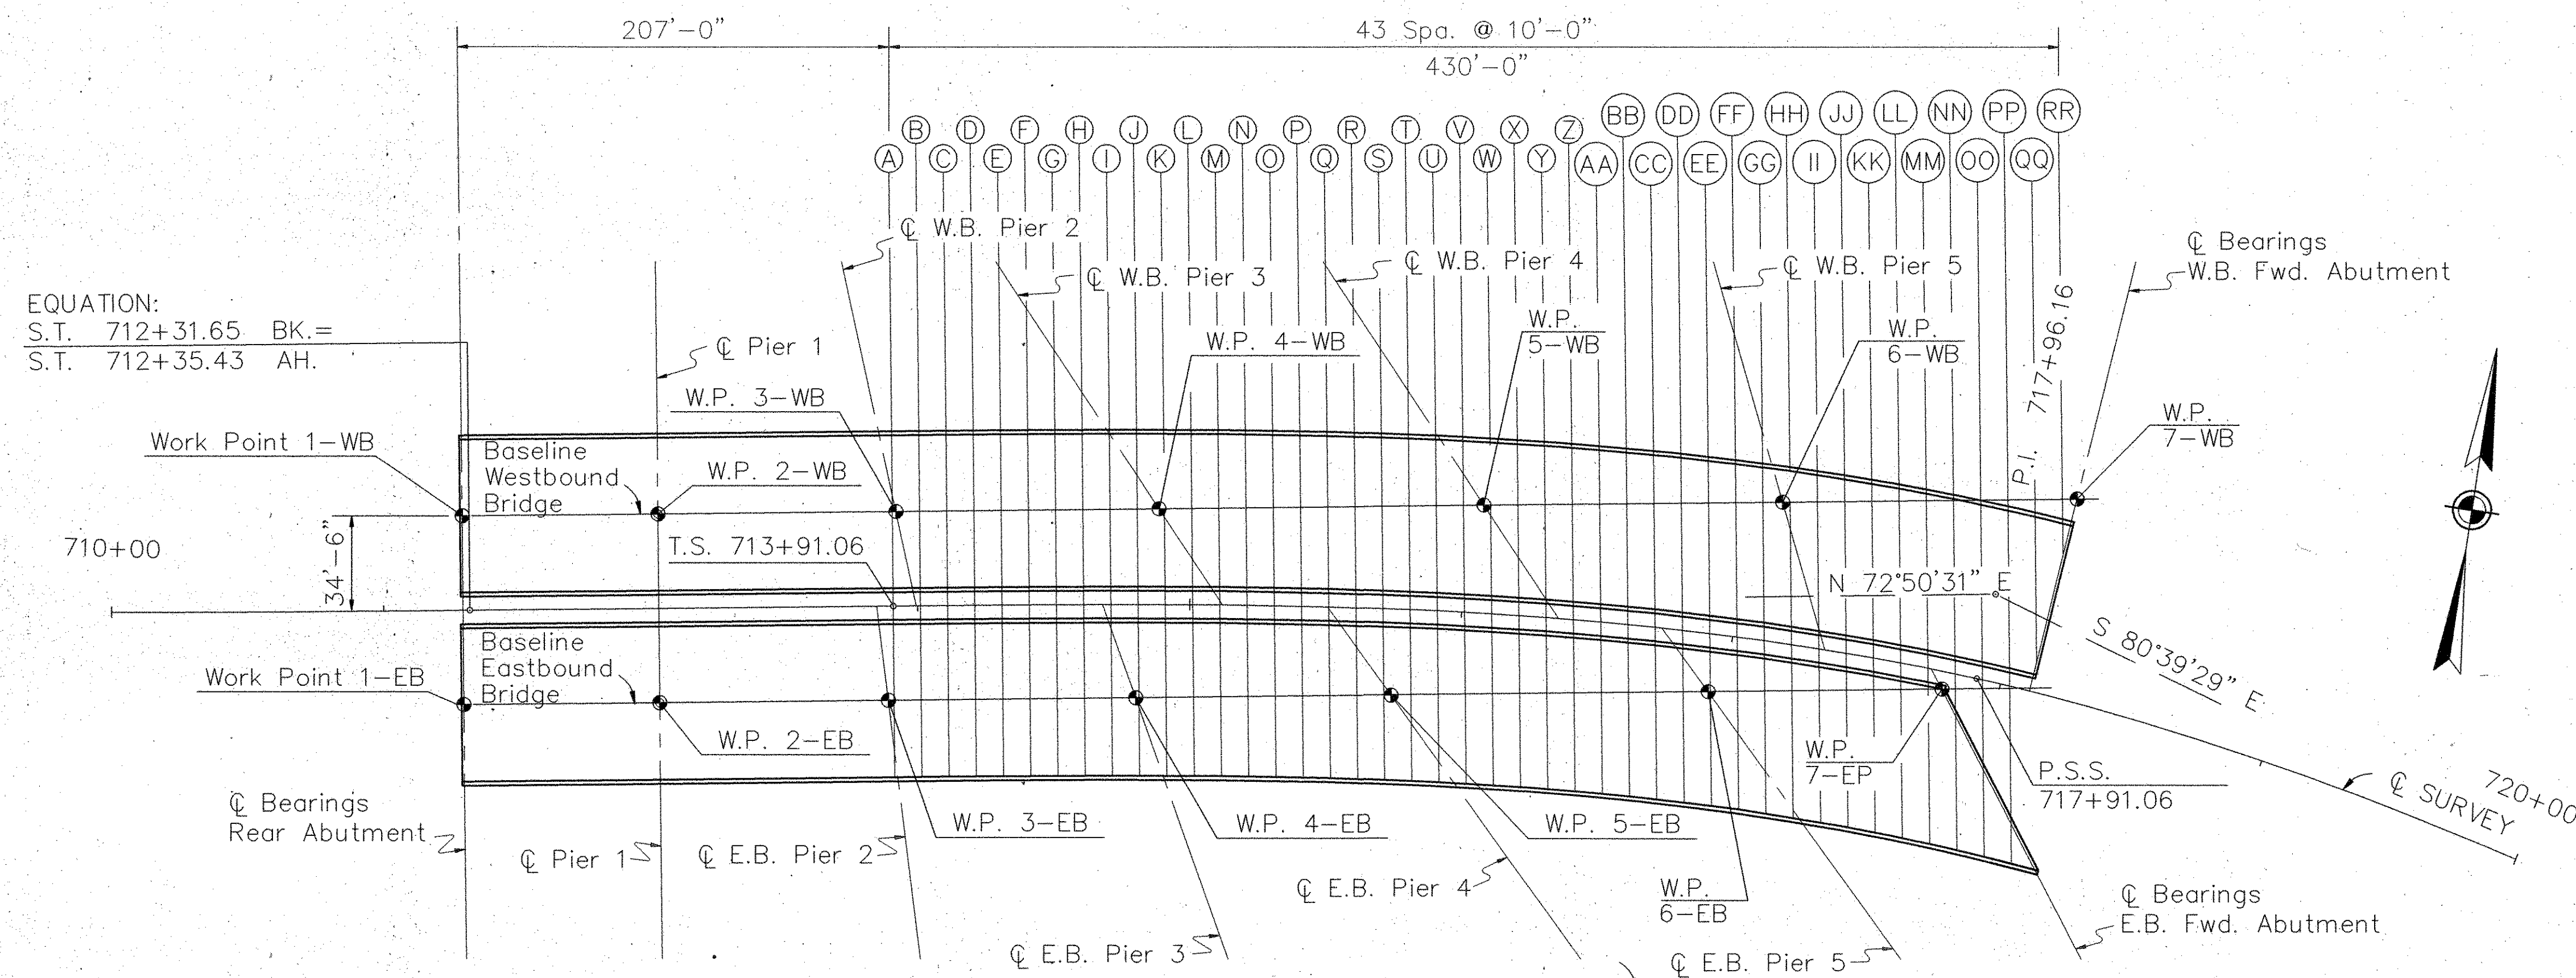 207'-0"
43 Spa. @ 10'-0"
430'-0"
BB DD FF HH JJ LL NN PP RR
B D F H J L N P R T V X Z
A C E G I K M O Q S U W Y AA CC EE GG II KK MM OO QQ
℄ W.B. Pier 2
℄ W.B. Pier 3
℄ W.B. Pier 4
℄ W.B. Pier 5
℄ Bearings
W.B. Fwd. Abutment
EQUATION:
S.T. 712+31.65 BK.=
S.T. 712+35.43 AH.
℄ Pier 1
W.P. 3-WB
W.P. 4-WB
W.P.
5-WB
W.P.
6-WB
P.I. 717+96.16
W.P.
7-WB
Work Point 1-WB
Baseline
Westbound
Bridge
W.P. 2-WB
34'-6"
710+00
T.S. 713+91.06
N 72°50'31" E
S 80°39'29" E
Baseline
Eastbound
Bridge
Work Point 1-EB
W.P. 2-EB
W.P.
7-EP
P.S.S.
717+91.06
℄ SURVEY
720+00
℄ Bearings
Rear Abutment
℄ Pier 1
℄ E.B. Pier 2
W.P. 3-EB
W.P. 4-EB
W.P. 5-EB
℄ E.B. Pier 4
W.P.
6-EB
℄ Bearings
E.B. Fwd. Abutment
℄ E.B. Pier 3
℄ E.B. Pier 5